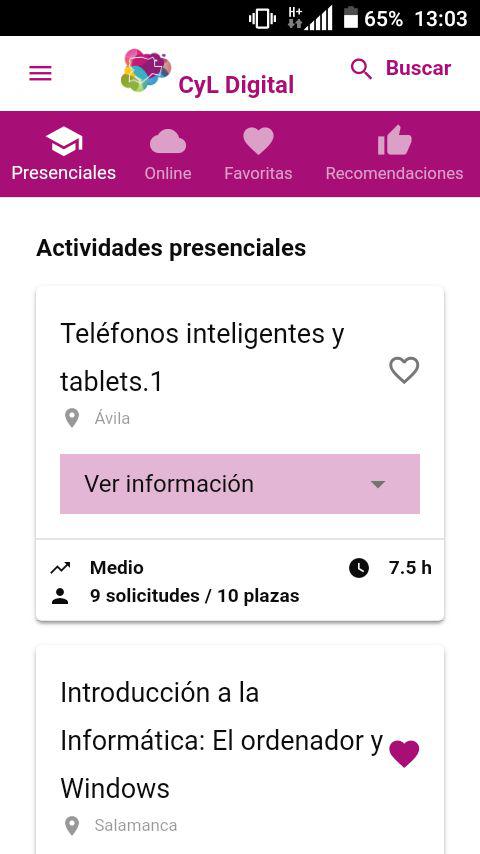 H+ 65% 13:03
CyL Digital Buscar
Presenciales Online Favoritas Recomendaciones
Actividades presenciales
Teléfonos inteligentes y
tablets.1
Ávila
Ver información
Medio 7.5 h
9 solicitudes / 10 plazas
Introducción a la
Informática: El ordenador y
Windows
Salamanca